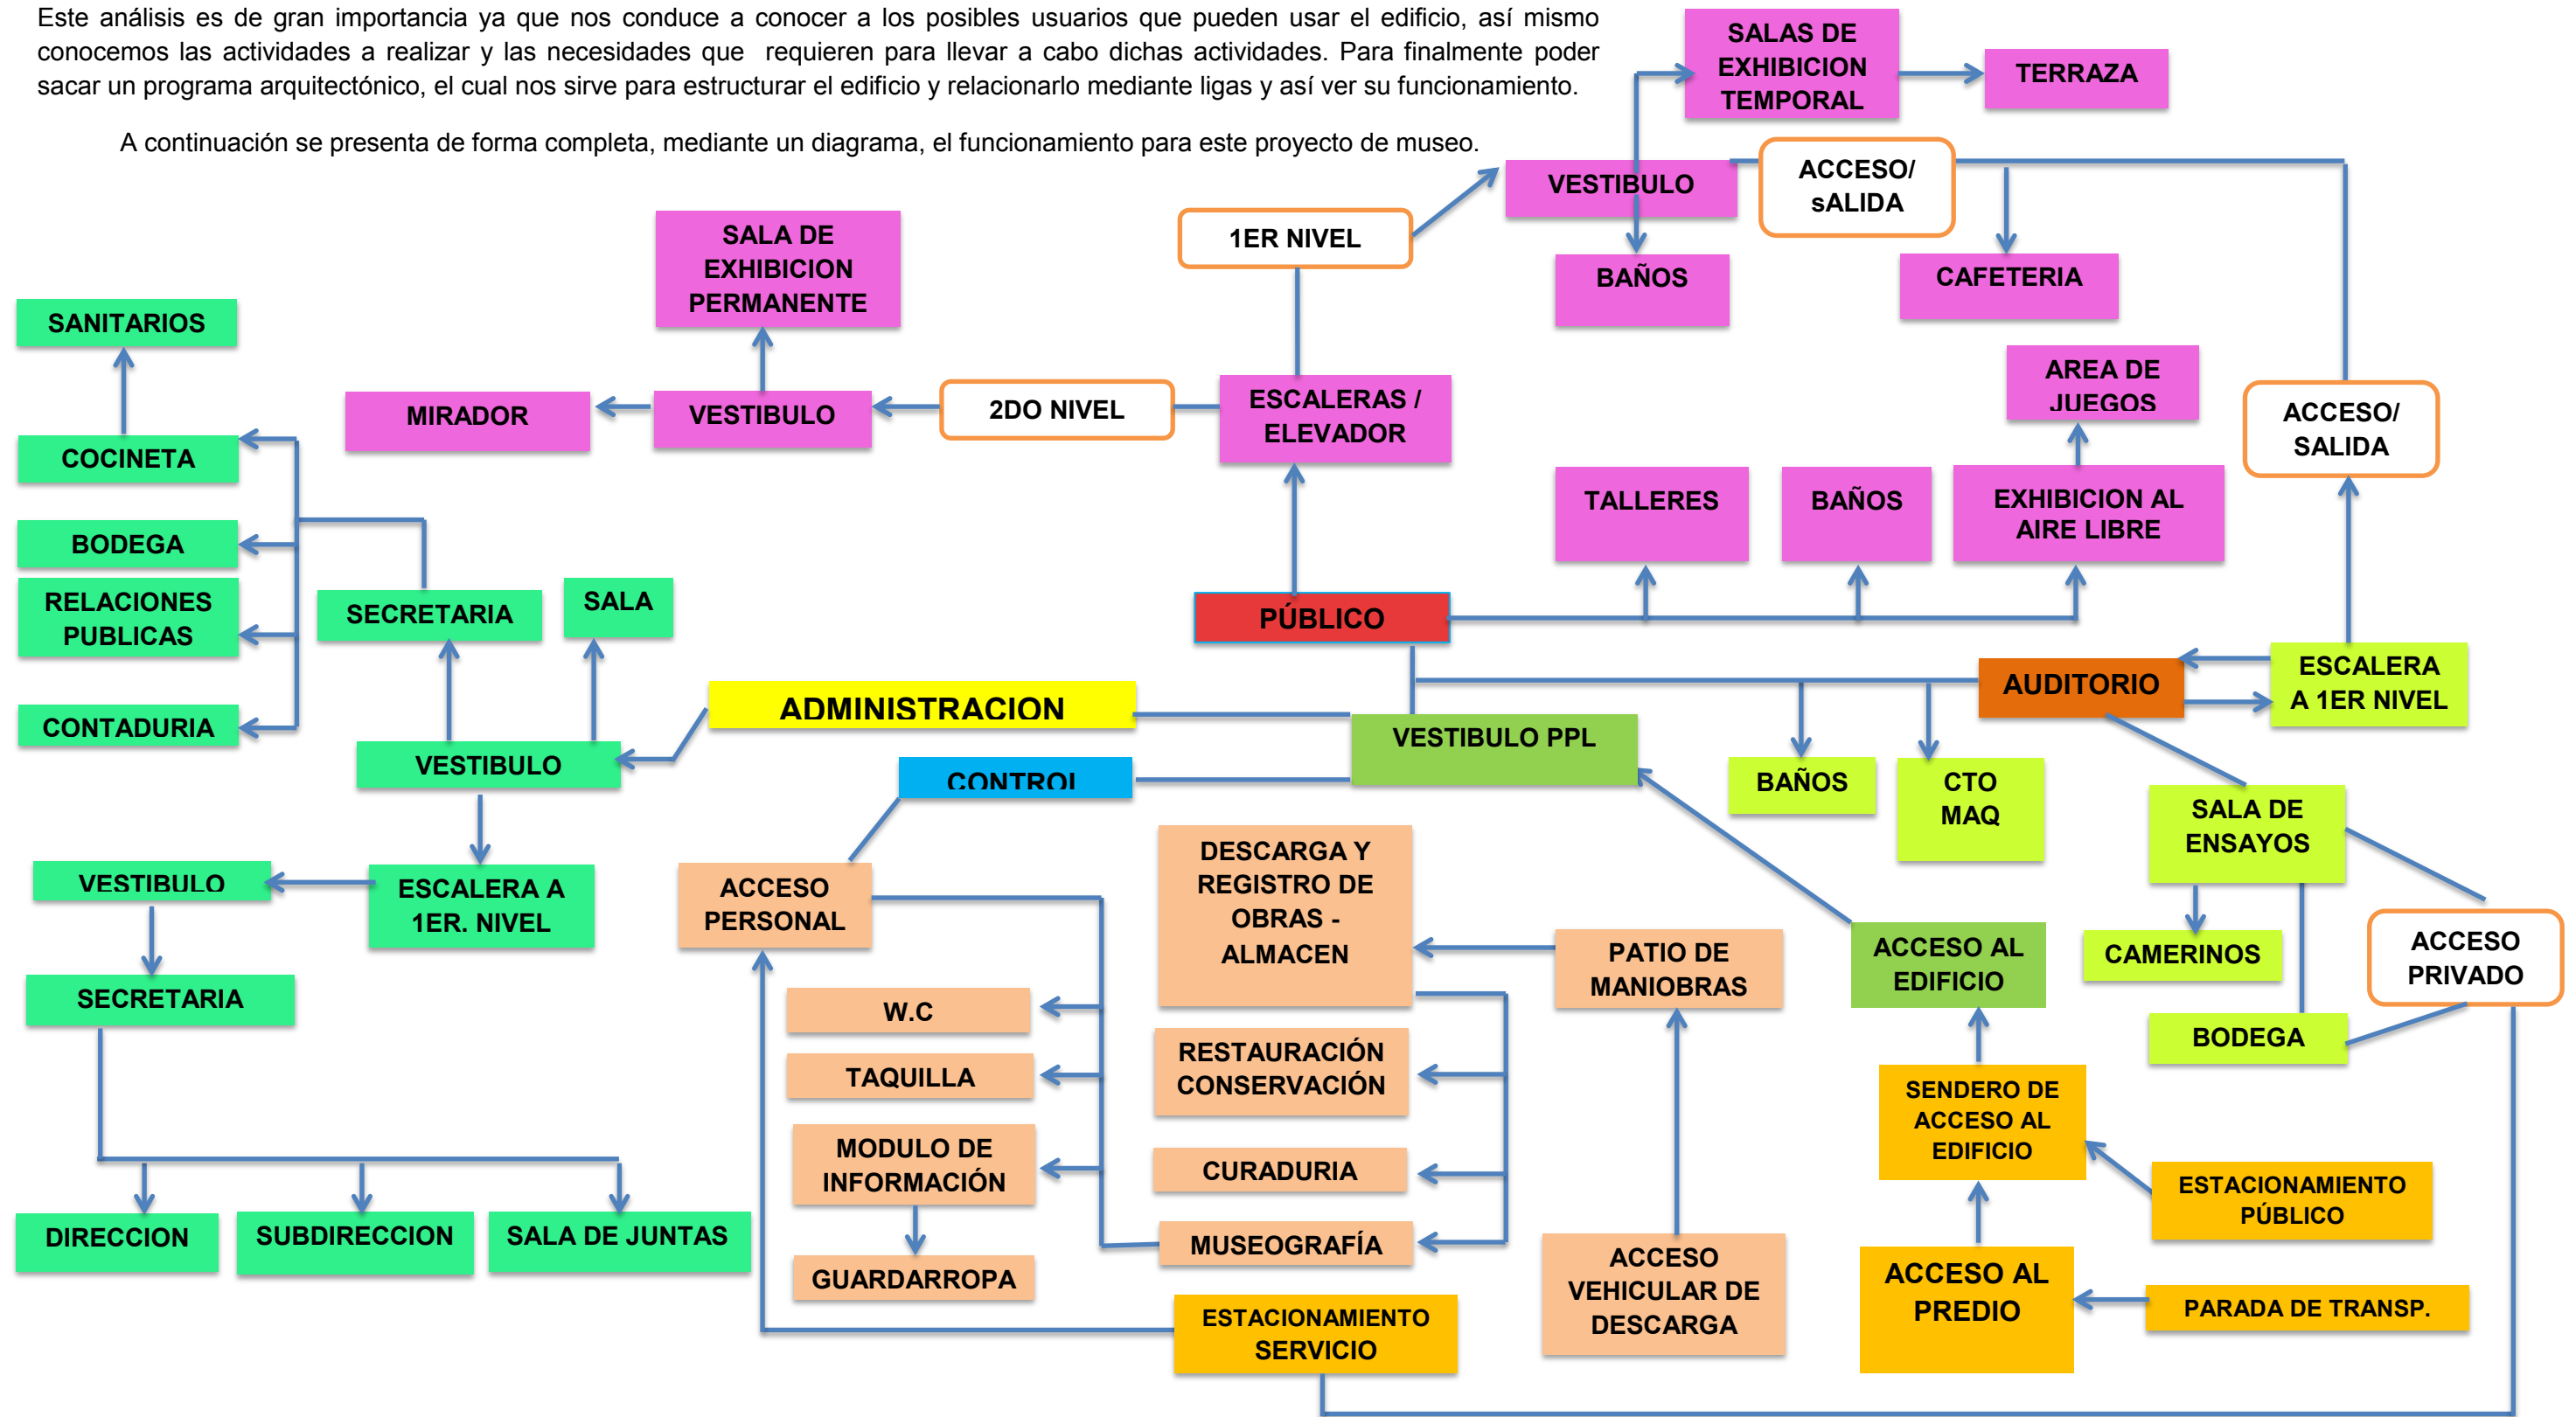 Este análisis es de gran importancia ya que nos conduce a conocer a los posibles usuarios que pueden usar el edificio, así mismo
conocemos las actividades a realizar y las necesidades que requieren para llevar a cabo dichas actividades. Para finalmente poder
sacar un programa arquitectónico, el cual nos sirve para estructurar el edificio y relacionarlo mediante ligas y así ver su funcionamiento.
A continuación se presenta de forma completa, mediante un diagrama, el funcionamiento para este proyecto de museo.
SALAS DE
EXHIBICION
TEMPORAL
TERRAZA
VESTIBULO
ACCESO/
sALIDA
1ER NIVEL
BAÑOS
CAFETERIA
SALA DE
EXHIBICION
PERMANENTE
SANITARIOS
MIRADOR
VESTIBULO
2DO NIVEL
ESCALERAS /
ELEVADOR
AREA DE
JUEGOS
ACCESO/
SALIDA
COCINETA
TALLERES
BAÑOS
EXHIBICION AL
AIRE LIBRE
BODEGA
RELACIONES
PUBLICAS
SECRETARIA
SALA
PÚBLICO
CONTADURIA
ADMINISTRACION
AUDITORIO
ESCALERA
A 1ER NIVEL
VESTIBULO
VESTIBULO PPL
CONTROL
BAÑOS
CTO
MAQ
SALA DE
ENSAYOS
VESTIBULO
ESCALERA A
1ER. NIVEL
ACCESO
PERSONAL
DESCARGA Y
REGISTRO DE
OBRAS -
ALMACEN
PATIO DE
MANIOBRAS
ACCESO AL
EDIFICIO
CAMERINOS
ACCESO
PRIVADO
SECRETARIA
W.C
TAQUILLA
RESTAURACIÓN
CONSERVACIÓN
BODEGA
SENDERO DE
ACCESO AL
EDIFICIO
MODULO DE
INFORMACIÓN
CURADURIA
ESTACIONAMIENTO
PÚBLICO
DIRECCION
SUBDIRECCION
SALA DE JUNTAS
GUARDARROPA
MUSEOGRAFÍA
ACCESO
VEHICULAR DE
DESCARGA
ACCESO AL
PREDIO
PARADA DE TRANSP.
ESTACIONAMIENTO
SERVICIO